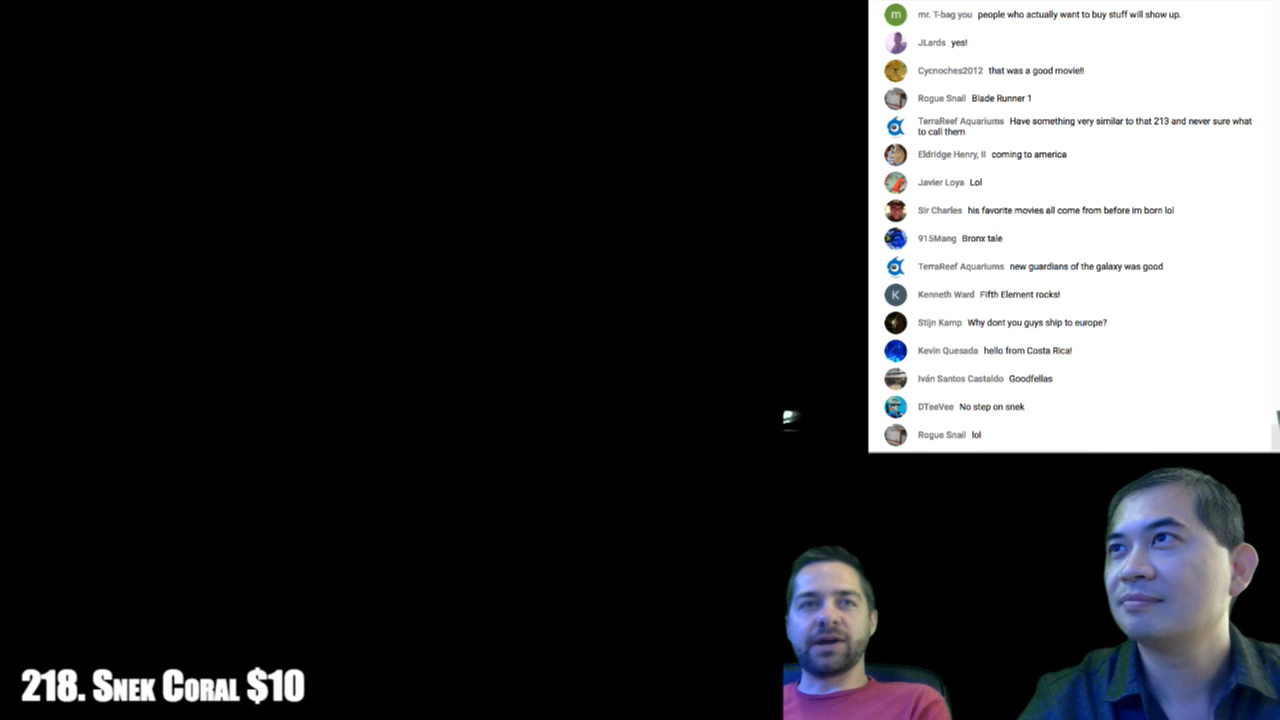 m mr. T-bag you people who actually want to buy stuff will show up.
JLards yes!
Cycnoches2012 that was a good movie!!
Rogue Snail Blade Runner 1
TerraReef Aquariums Have something very similar to that 213 and never sure what
to call them
Eldridge Henry, II coming to america
Javier Loya Lol
Sir Charles his favorite movies all come from before im born lol
915Mang Bronx tale
TerraReef Aquariums new guardians of the galaxy was good
K Kenneth Ward Fifth Element rocks!
Stijn Kamp Why dont you guys ship to europe?
Kevin Quesada hello from Costa Rica!
Iván Santos Castaldo Goodfellas
DTeeVee No step on snek
Rogue Snail lol
218. Snek Coral $10